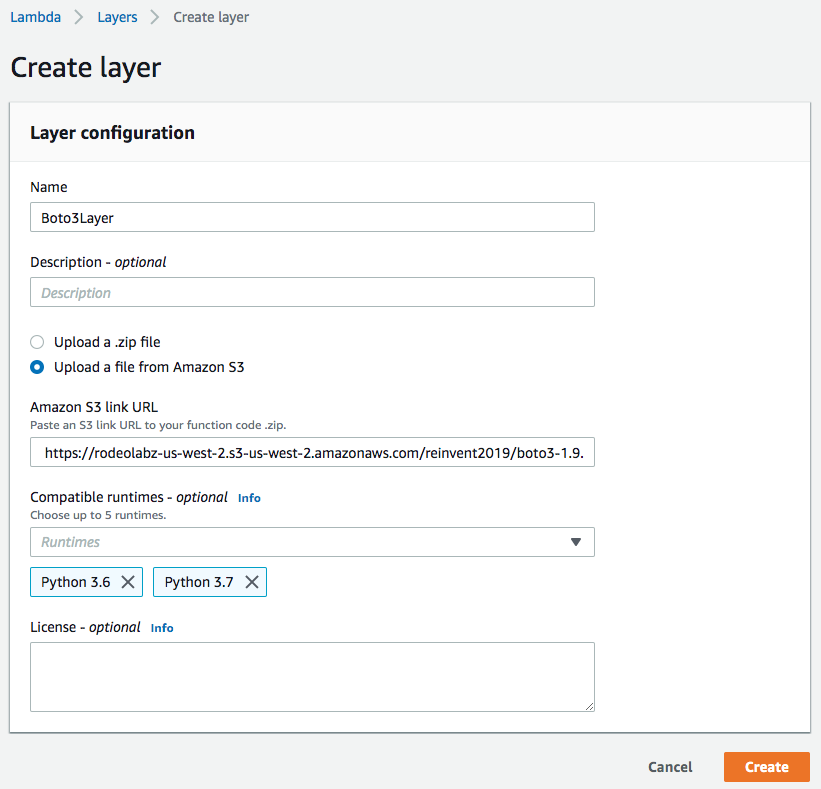 Lambda > Layers > Create layer
Create layer
Layer configuration
Name
Boto3Layer
Description - optional
Description
Upload a .zip file
Upload a file from Amazon S3
Amazon S3 link URL
Paste an S3 link URL to your function code .zip.
https://rodeolabz-us-west-2.s3-us-west-2.amazonaws.com/reinvent2019/boto3-1.9.
Compatible runtimes - optional Info
Choose up to 5 runtimes.
Runtimes
Python 3.6 Python 3.7
License - optional Info
Cancel Create